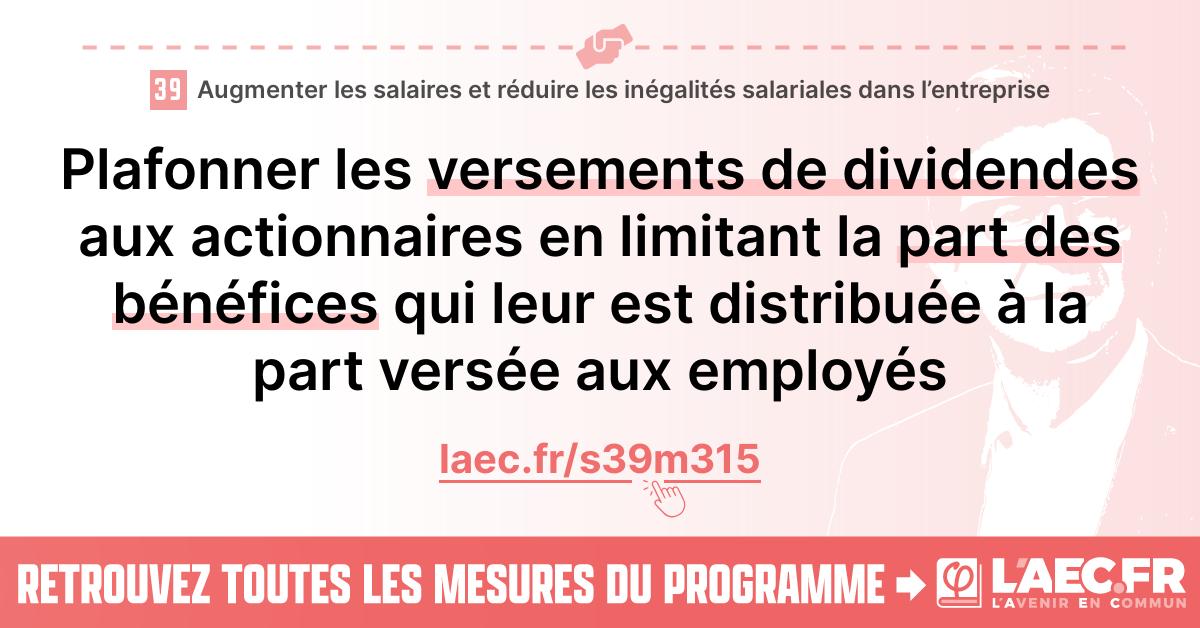 39 Augmenter les salaires et réduire les inégalités salariales dans l’entreprise
Plafonner les versements de dividendes
aux actionnaires en limitant la part des
bénéfices qui leur est distribuée à la
part versée aux employés
laec.fr/s39m315
RETROUVEZ TOUTES LES MESURES DU PROGRAMME
φ L'AEC.FR
L'AVENIR EN COMMUN